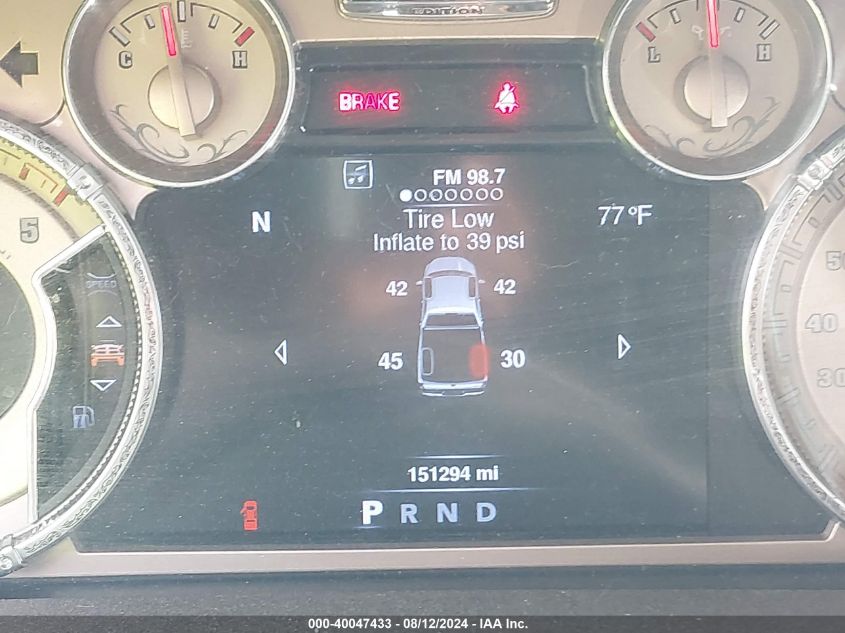 EDITION
C H
L H
BRAKE
FM 98.7
N
Tire Low
77°F
Inflate to 39 psi
5
SPEED
42 42
45 30
50
40
30
151294 mi
P R N D
000-40047433 - 08/12/2024 - IAA Inc.